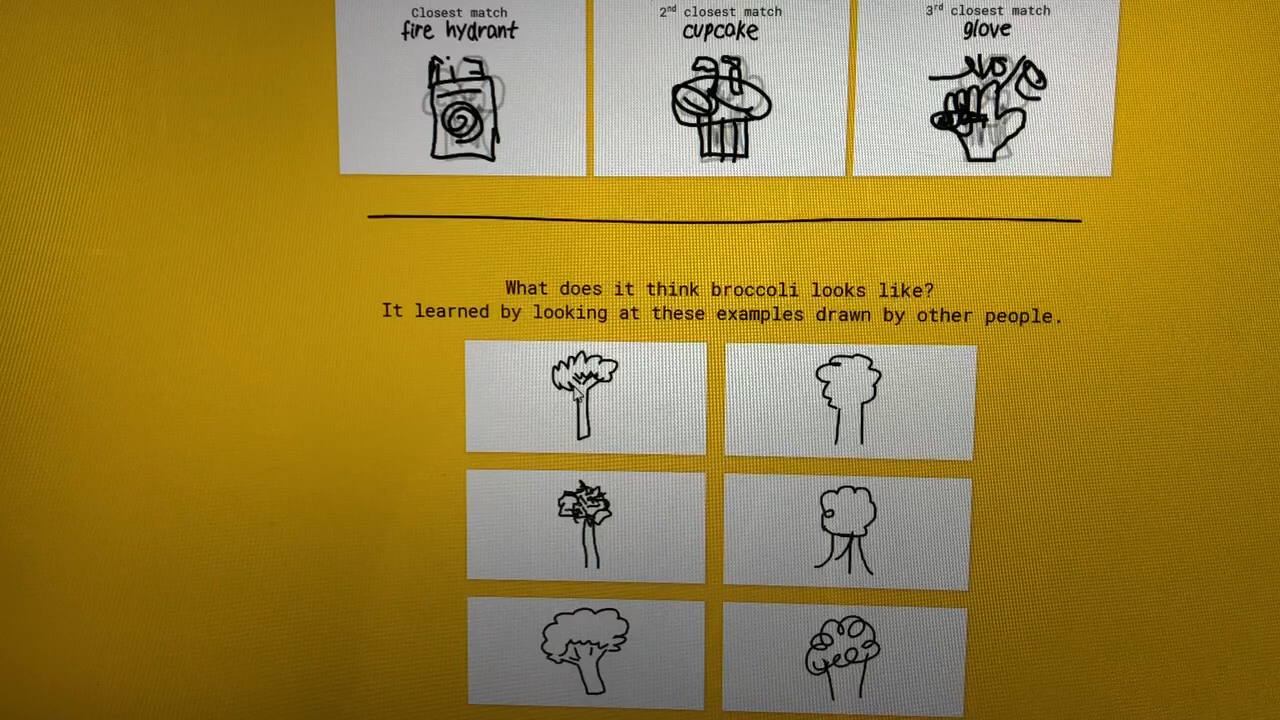 Closest match
fire hydrant
2nd closest match
cupcake
3rd closest match
glove
What does it think broccoli looks like?
It learned by looking at these examples drawn by other people.